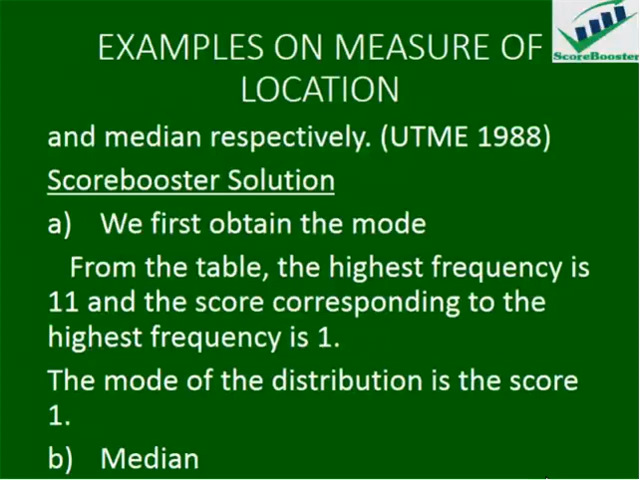 EXAMPLES ON MEASURE OF
LOCATION
ScoreBooster
and median respectively. (UTME 1988)
Scorebooster Solution
a) We first obtain the mode
From the table, the highest frequency is
11 and the score corresponding to the
highest frequency is 1.
The mode of the distribution is the score
1.
b) Median